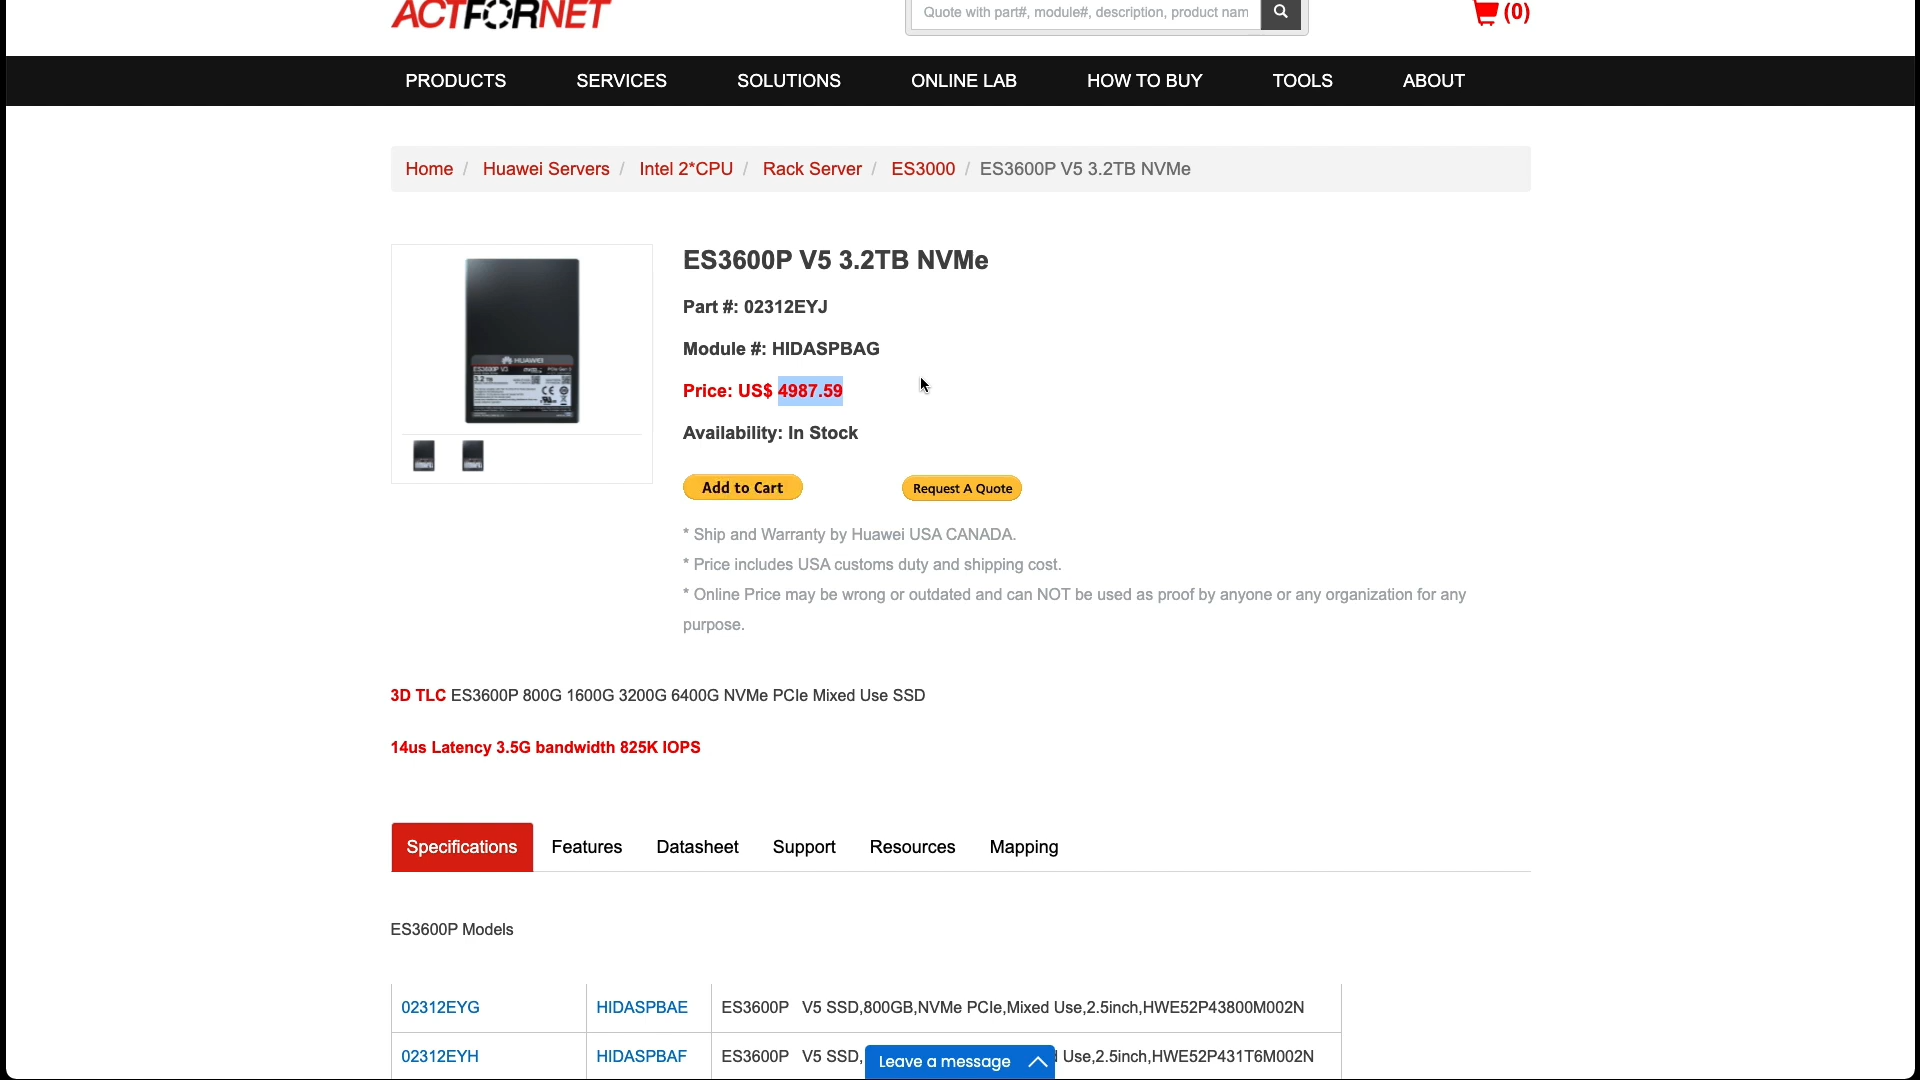 ACTFORNET
Quote with part#, module#, description, product nam
(0)
PRODUCTS SERVICES SOLUTIONS ONLINE LAB HOW TO BUY TOOLS ABOUT
Home / Huawei Servers / Intel 2*CPU / Rack Server / ES3000 / ES3600P V5 3.2TB NVMe
ES3600P V5 3.2TB NVMe
Part #: 02312EYJ
Module #: HIDASPBAG
Price: US$ 4987.59
Availability: In Stock
HUAWEI
3.2 TB
Add to Cart
Request A Quote
* Ship and Warranty by Huawei USA CANADA.
* Price includes USA customs duty and shipping cost.
* Online Price may be wrong or outdated and can NOT be used as proof by anyone or any organization for any
purpose.
3D TLC ES3600P 800G 1600G 3200G 6400G NVMe PCIe Mixed Use SSD
14us Latency 3.5G bandwidth 825K IOPS
Specifications Features Datasheet Support Resources Mapping
ES3600P Models
02312EYG HIDASPBAE ES3600P V5 SSD,800GB,NVMe PCIe,Mixed Use,2.5inch,HWE52P43800M002N
02312EYH HIDASPBAF ES3600P V5 SSD, Use,2.5inch,HWE52P431T6M002N
Leave a message